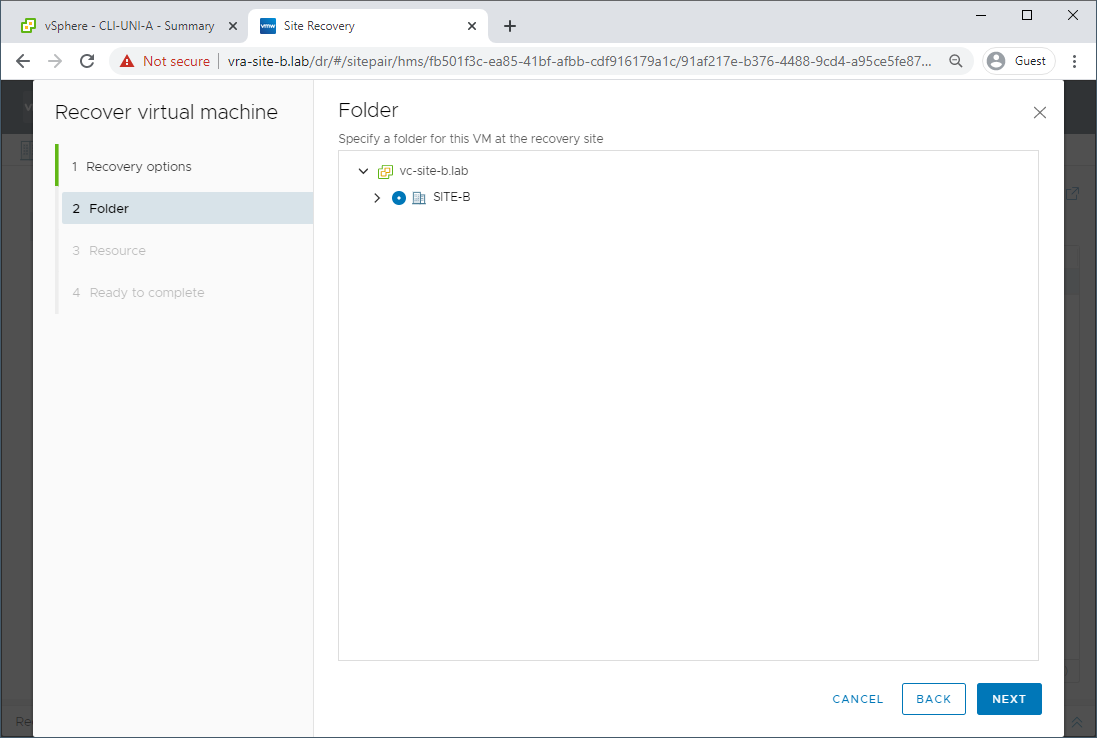 vSphere - CLI-UNI-A - Summary
vmw Site Recovery
Not secure
vra-site-b.lab/dr/#/sitepair/hms/fb501f3c-ea85-41bf-afbb-cdf916179a1c/91af217e-b376-4488-9cd4-a95ce5fe87...
Guest
Recover virtual machine
1 Recovery options
2 Folder
3 Resource
4 Ready to complete
Folder
Specify a folder for this VM at the recovery site
vc-site-b.lab
SITE-B
CANCEL
BACK
NEXT